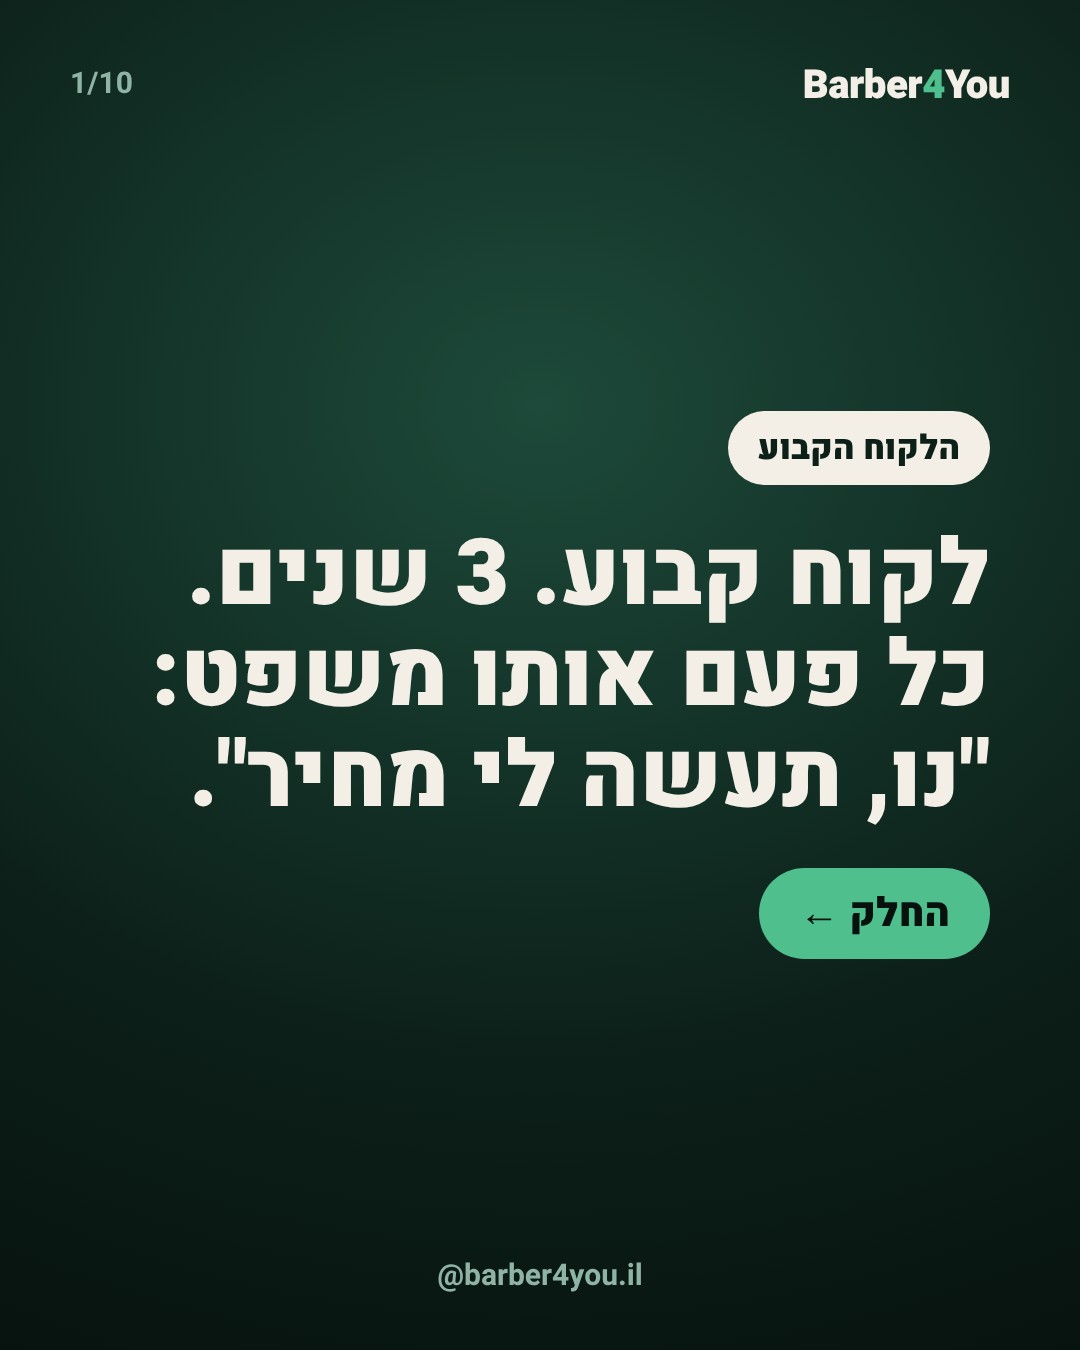 Barber4You
1/10
הלקוח הקבוע
לקוח קבוע. 3 שנים.
כל פעם אותו משפט:
"נו, תעשה לי מחיר".
החלק ←
@barber4you.il